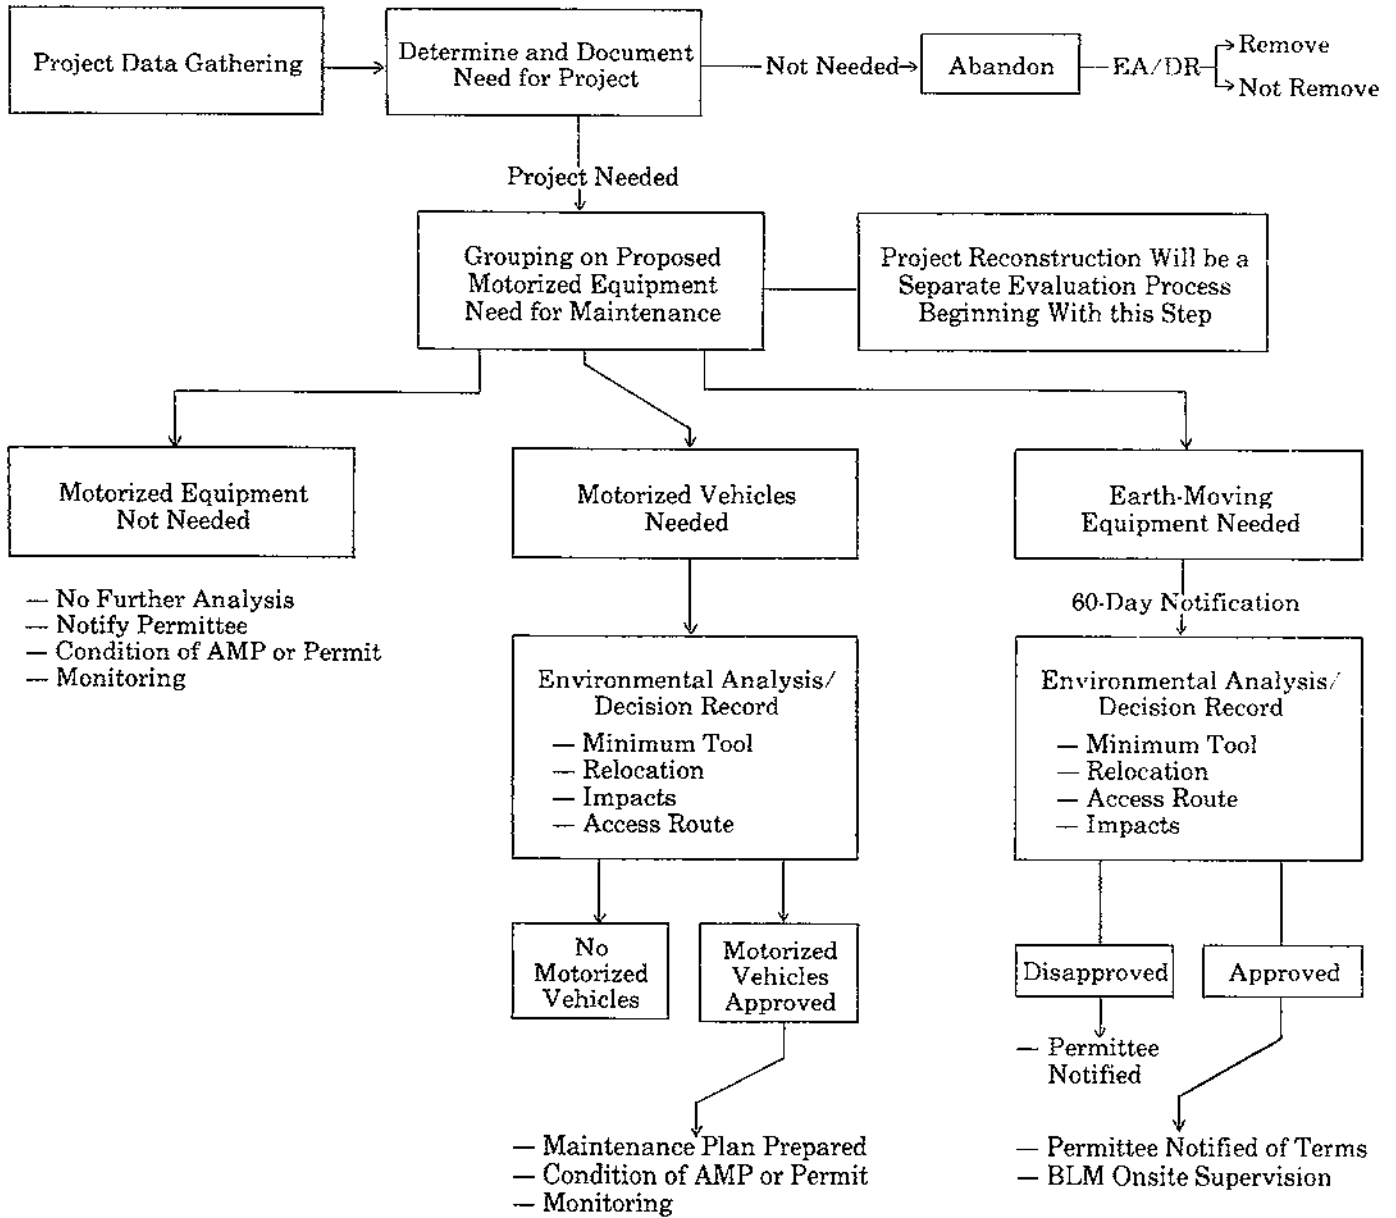 Project Data Gathering
Determine and Document
Need for Project
Not Needed
Abandon
EA/DR
Remove
Not Remove
Project Needed
Grouping on Proposed
Motorized Equipment
Need for Maintenance
Project Reconstruction Will be a
Separate Evaluation Process
Beginning With this Step
Motorized Equipment
Not Needed
— No Further Analysis
— Notify Permittee
— Condition of AMP or Permit
— Monitoring
Motorized Vehicles
Needed
Environmental Analysis/
Decision Record
— Minimum Tool
— Relocation
— Impacts
— Access Route
No
Motorized
Vehicles
Motorized
Vehicles
Approved
— Maintenance Plan Prepared
— Condition of AMP or Permit
— Monitoring
Earth-Moving
Equipment Needed
60-Day Notification
Environmental Analysis/
Decision Record
— Minimum Tool
— Relocation
— Access Route
— Impacts
Disapproved
— Permittee
Notified
Approved
— Permittee Notified of Terms
— BLM Onsite Supervision